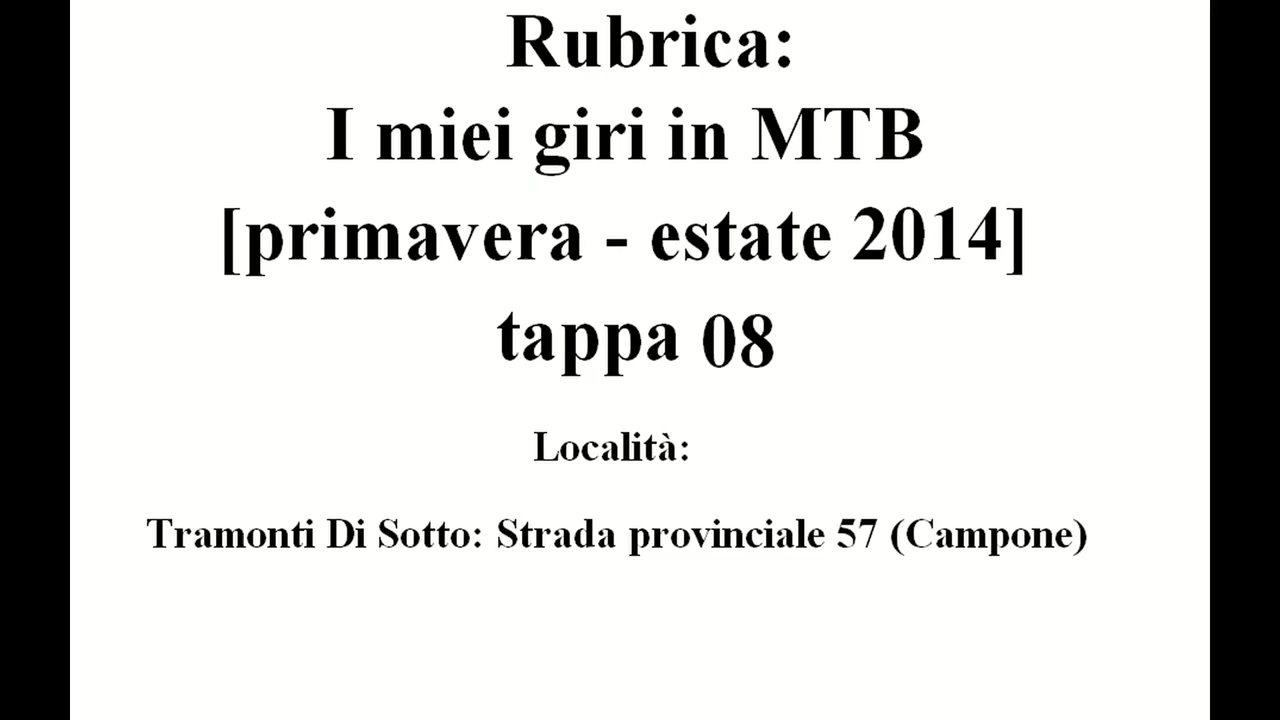 Rubrica:
I miei giri in MTB
[primavera - estate 2014]
tappa 08
Località:
Tramonti Di Sotto: Strada provinciale 57 (Campone)